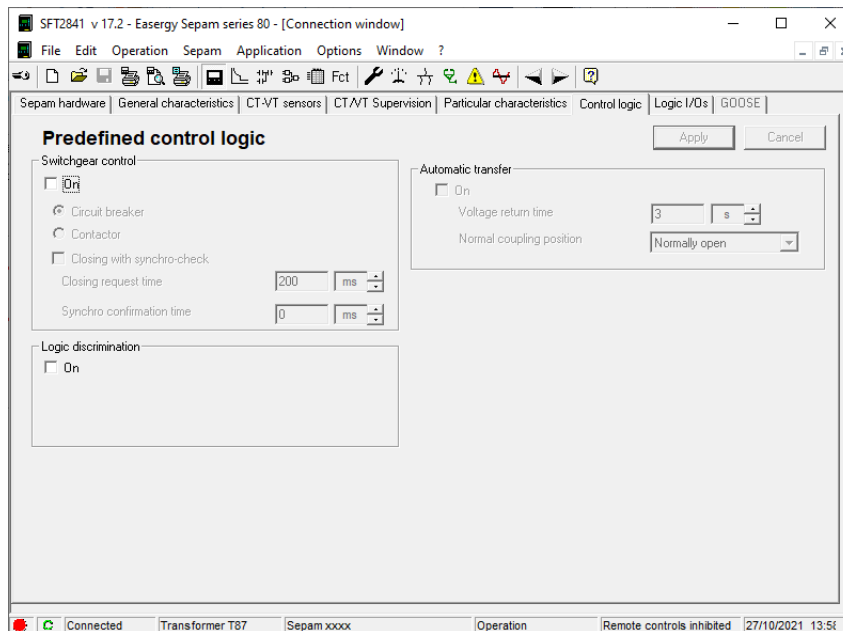 SFT2841 v 17.2 - Easergy Sepam series 80 - [Connection window]
File Edit Operation Sepam Application Options Window ?
Fct
Sepam hardware General characteristics CT-VT sensors CT/VT Supervision Particular characteristics Control logic Logic I/Os GOOSE
Predefined control logic
Apply Cancel
Switchgear control
On
Circuit breaker
Contactor
Closing with synchro-check
Closing request time 200 ms
Synchro confirmation time 0 ms
Automatic transfer
On
Voltage return time 3 s
Normal coupling position Normally open
Logic discrimination
On
Connected Transformer T87 Sepam xxxx Operation Remote controls inhibited 27/10/2021